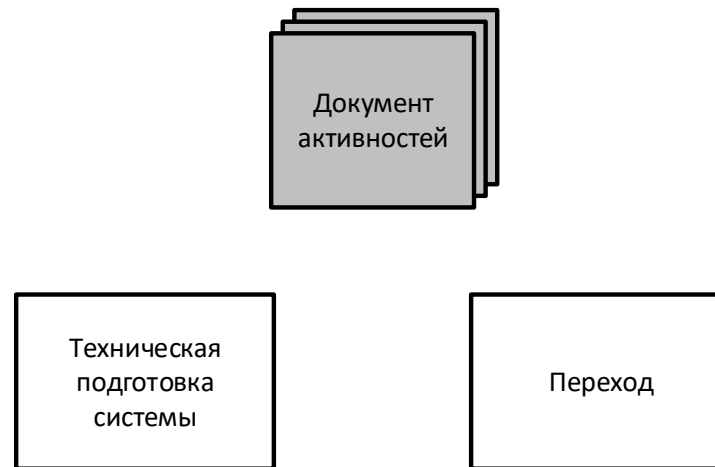 Документ
активностей
Техническая
подготовка
системы
Переход